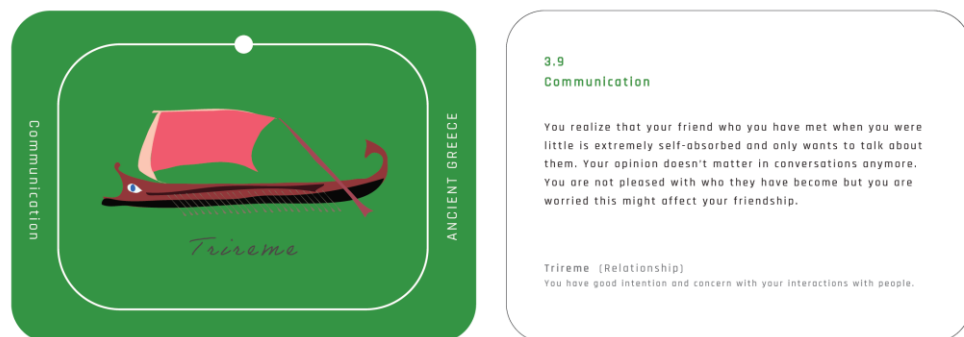 Communication
Trireme
ANCIENT GREECE
3.9
Communication
You realize that your friend who you have met when you were
little is extremely self-absorbed and only wants to talk about
them. Your opinion doesn't matter in conversations anymore.
You are not pleased with who they have become but you are
worried this might affect your friendship.
Trireme (Relationship)
You have good intention and concern with your interactions with people.